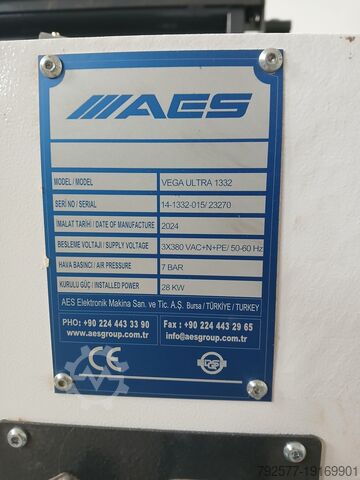 AES
MODEL / MODEL VEGA ULTRA 1332
SERİ NO / SERIAL 14-1332-015/ 23270
İMALAT TARİHİ / DATE OF MANUFACTURE 2024
BESLEME VOLTAJI / SUPPLY VOLTAGE 3X380 VAC+N+PE/ 50-60 Hz
HAVA BASINCI / AIR PRESSURE 7 BAR
KURULU GÜÇ / INSTALLED POWER 28 KW
AES Elektronik Makina San. ve Tic. A.Ş. Bursa / TÜRKİYE / TURKEY
PHO: +90 224 443 33 90 Fax : +90 224 443 29 65
www.aesgroup.com.tr info@aesgroup.com.tr
CE
792577-19169901